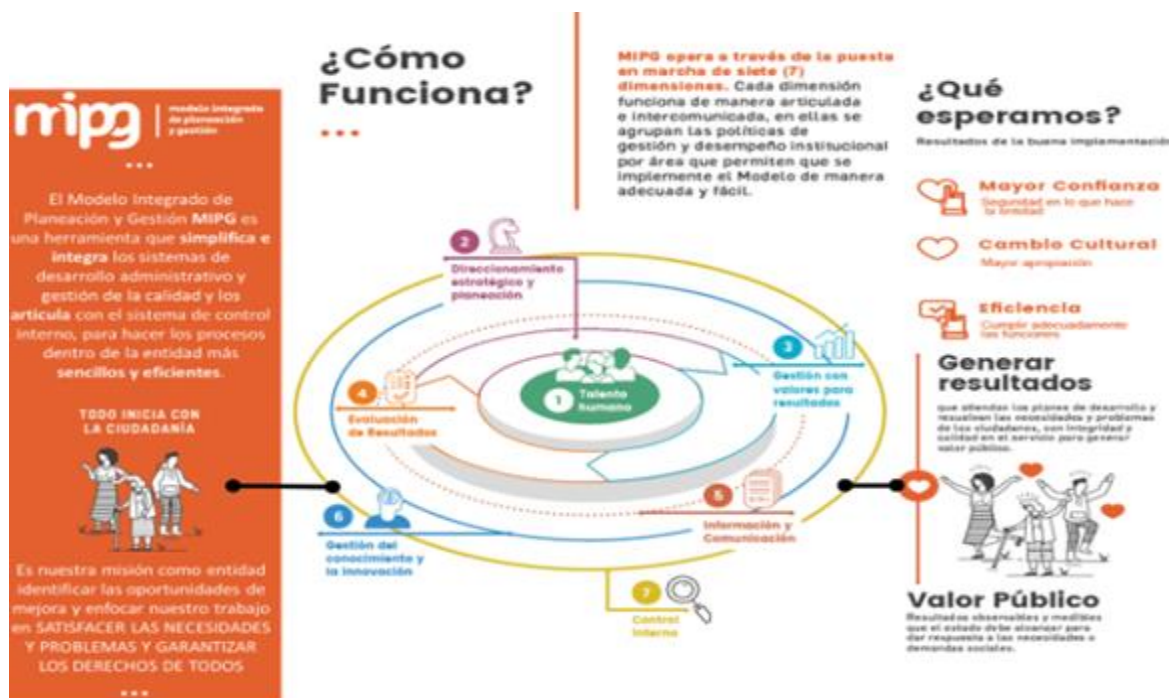 mipg
modelo integrado
de planeación
y gestión
El Modelo Integrado de
Planeación y Gestión MIPG es
una herramienta que simplifica e
integra los sistemas de
desarrollo administrativo y
gestión de la calidad y los
articula con el sistema de control
interno, para hacer los procesos
dentro de la entidad más
sencillos y eficientes.
TODO INICIA CON
LA CIUDADANÍA
Es nuestra misión como entidad
identificar las oportunidades de
mejora y enfocar nuestro trabajo
en SATISFACER LAS NECESIDADES
Y PROBLEMAS Y GARANTIZAR
LOS DERECHOS DE TODOS
¿Cómo
Funciona?
MIPG opera a través de la puesta
en marcha de siete (7)
dimensiones. Cada dimensión
funciona de manera articulada
e intercomunicada, en ellas se
agrupan las políticas de
gestión y desempeño institucional
por área que permiten que se
implemente el Modelo de manera
adecuada y fácil.
1 Talento
humano
2
Direccionamiento
estratégico y
planeación
3
Gestión con
valores para
resultados
4
Evaluación
de Resultados
5
Información y
Comunicación
6
Gestión del
conocimiento y
la innovación
7
Control
Interno
¿Qué
esperamos?
Resultados de la buena implementación
Mayor Confianza
Seguridad en lo que hace
la Entidad
Cambio Cultural
Mayor apropiación
Eficiencia
Cumplir adecuadamente
las funciones
Generar
resultados
que atiendan los planes de desarrollo y
resuelvan las necesidades y problemas
de los ciudadanos, con integridad y
calidad en el servicio para generar
valor público.
Valor Público
Resultados observables y medibles
que el estado debe alcanzar para
dar respuesta a las necesidades o
demandas sociales.